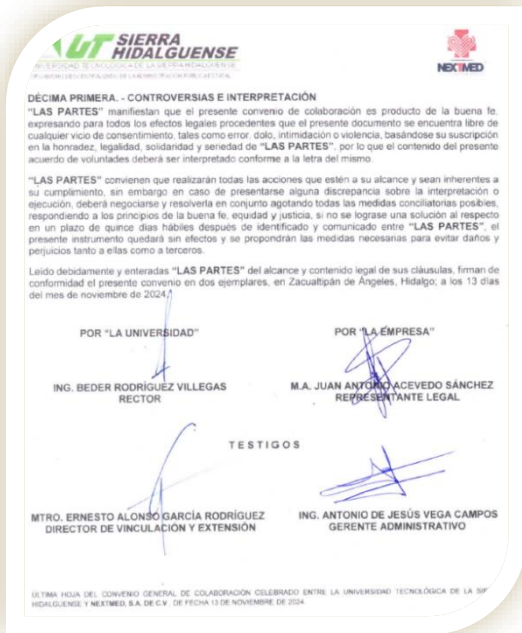 UT SIERRA
HIDALGUENSE
UNIVERSIDAD TECNOLÓGICA DE LA SIERRA HIDALGUENSE
NEXTMED
DÉCIMA PRIMERA. - CONTROVERSIAS E INTERPRETACIÓN
"LAS PARTES" manifiestan que el presente convenio de colaboración es producto de la buena fe,
expresando para todos los efectos legales procedentes que el presente documento se encuentra libre de
cualquier vicio de consentimiento, tales como error, dolo, intimidación o violencia, basándose su suscripción
en la honradez, legalidad, solidaridad y seriedad de "LAS PARTES", por lo que el contenido del presente
acuerdo de voluntades deberá ser interpretado conforme a la letra del mismo.
"LAS PARTES" convienen que realizarán todas las acciones que estén a su alcance y sean inherentes a
su cumplimiento, sin embargo en caso de presentarse alguna discrepancia sobre la interpretación o
ejecución, deberá negociarse y resolverla en conjunto agotando todas las medidas conciliatorias posibles,
respondiendo a los principios de la buena fe, equidad y justicia, si no se lograse una solución al respecto
en un plazo de quince días hábiles después de identificado y comunicado entre "LAS PARTES", el
presente instrumento quedará sin efectos y se propondrán las medidas necesarias para evitar daños y
perjuicios tanto a ellas como a terceros.
Leído debidamente y enteradas "LAS PARTES" del alcance y contenido legal de sus cláusulas, firman de
conformidad el presente convenio en dos ejemplares, en Zacualtipán de Ángeles, Hidalgo; a los 13 días
del mes de noviembre de 2024.
POR "LA UNIVERSIDAD"
POR "LA EMPRESA"
ING. BEDER RODRÍGUEZ VILLEGAS
RECTOR
M.A. JUAN ANTONIO ACEVEDO SÁNCHEZ
REPRESENTANTE LEGAL
TESTIGOS
MTRO. ERNESTO ALONSO GARCÍA RODRÍGUEZ
DIRECTOR DE VINCULACIÓN Y EXTENSIÓN
ING. ANTONIO DE JESÚS VEGA CAMPOS
GERENTE ADMINISTRATIVO
ÚLTIMA HOJA DEL CONVENIO GENERAL DE COLABORACIÓN CELEBRADO ENTRE LA UNIVERSIDAD TECNOLÓGICA DE LA
HIDALGUENSE Y NEXTMED, S.A. DE C.V., DE FECHA 13 DE NOVIEMBRE DE 2024.